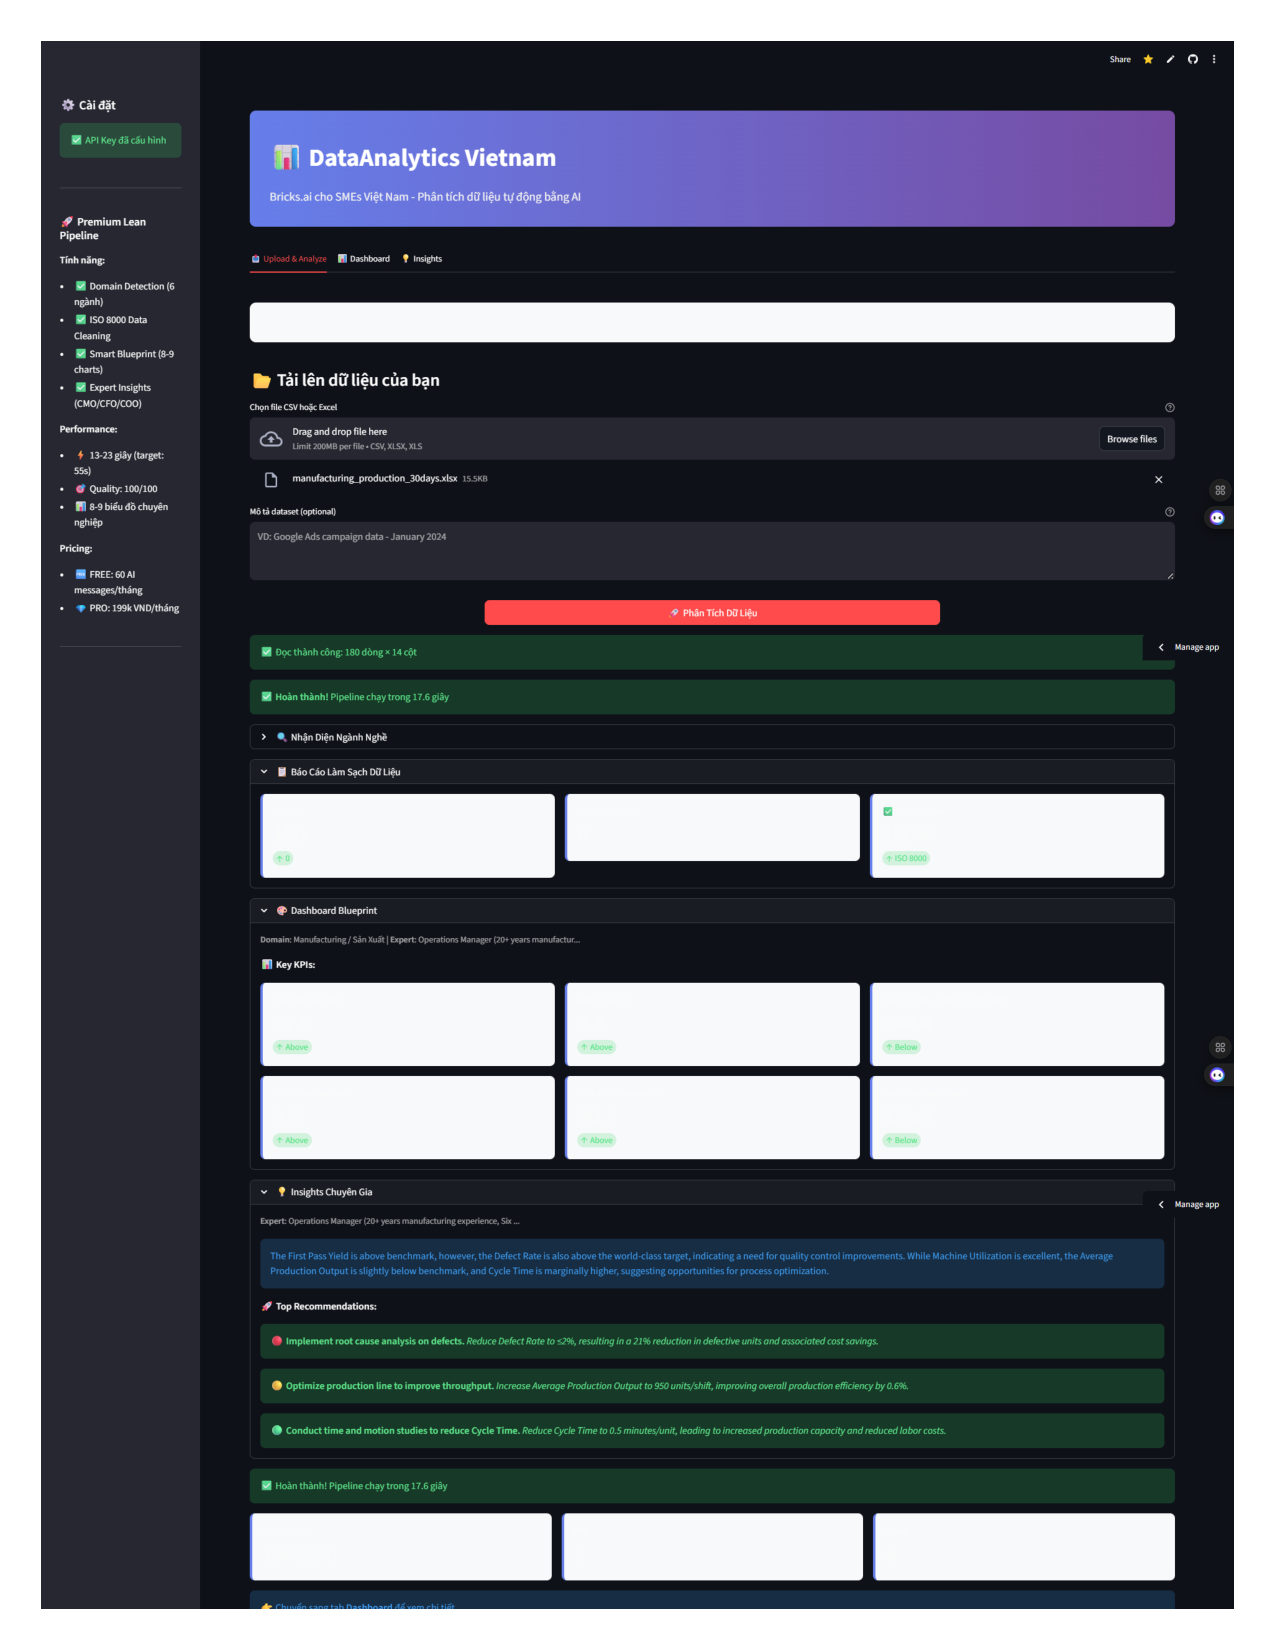 Share
Cài đặt
API Key đã cấu hình
Premium Lean
Pipeline
Tính năng:
Domain Detection (6
ngành)
ISO 8000 Data
Cleaning
Smart Blueprint (8-9
charts)
Expert Insights
(CMO/CFO/COO)
Performance:
13-23 giây (target:
55s)
Quality: 100/100
8-9 biểu đồ chuyên
nghiệp
Pricing:
FREE: 60 AI
messages/tháng
PRO: 199k VND/tháng
DataAnalytics Vietnam
Bricks.ai cho SMEs Việt Nam - Phân tích dữ liệu tự động bằng AI
Upload & Analyze
Dashboard
Insights
Tải lên dữ liệu của bạn
Chọn file CSV hoặc Excel
Drag and drop file here
Limit 200MB per file • CSV, XLSX, XLS
Browse files
manufacturing_production_30days.xlsx 15.5KB
Mô tả dataset (optional)
VD: Google Ads campaign data - January 2024
Phân Tích Dữ Liệu
Đọc thành công: 180 dòng × 14 cột
Manage app
Hoàn thành! Pipeline chạy trong 17.6 giây
Nhận Diện Ngành Nghề
Báo Cáo Làm Sạch Dữ Liệu
↑ 0
↑ ISO 8000
Dashboard Blueprint
Domain: Manufacturing / Sản Xuất | Expert: Operations Manager (20+ years manufactur...
Key KPIs:
↑ Above
↑ Above
↑ Below
↑ Above
↑ Above
↑ Below
Insights Chuyên Gia
Manage app
Expert: Operations Manager (20+ years manufacturing experience, Six ...
The First Pass Yield is above benchmark, however, the Defect Rate is also above the world-class target, indicating a need for quality control improvements. While Machine Utilization is excellent, the Average
Production Output is slightly below benchmark, and Cycle Time is marginally higher, suggesting opportunities for process optimization.
Top Recommendations:
Implement root cause analysis on defects. Reduce Defect Rate to ≤2%, resulting in a 21% reduction in defective units and associated cost savings.
Optimize production line to improve throughput. Increase Average Production Output to 950 units/shift, improving overall production efficiency by 0.6%.
Conduct time and motion studies to reduce Cycle Time. Reduce Cycle Time to 0.5 minutes/unit, leading to increased production capacity and reduced labor costs.
Hoàn thành! Pipeline chạy trong 17.6 giây
Chuyển sang tab Dashboard để xem chi tiết